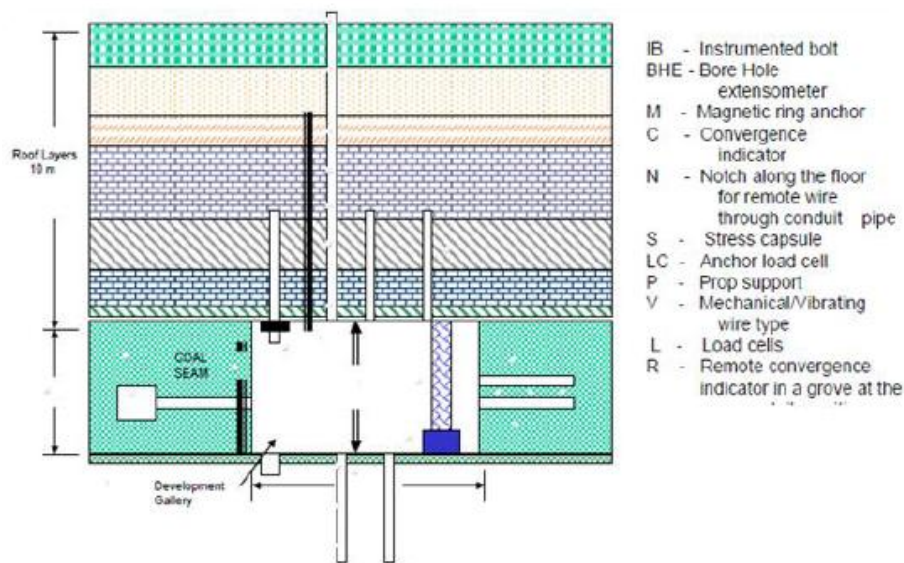 Roof Layers
10 m
COAL
SEAM
Development
Gallery
IB - Instrumented bolt
BHE - Bore Hole
extensometer
M - Magnetic ring anchor
C - Convergence
indicator
N - Notch along the floor
for remote wire
through conduit pipe
S - Stress capsule
LC - Anchor load cell
P - Prop support
V - Mechanical/Vibrating
wire type
L - Load cells
R - Remote convergence
indicator in a grove at the